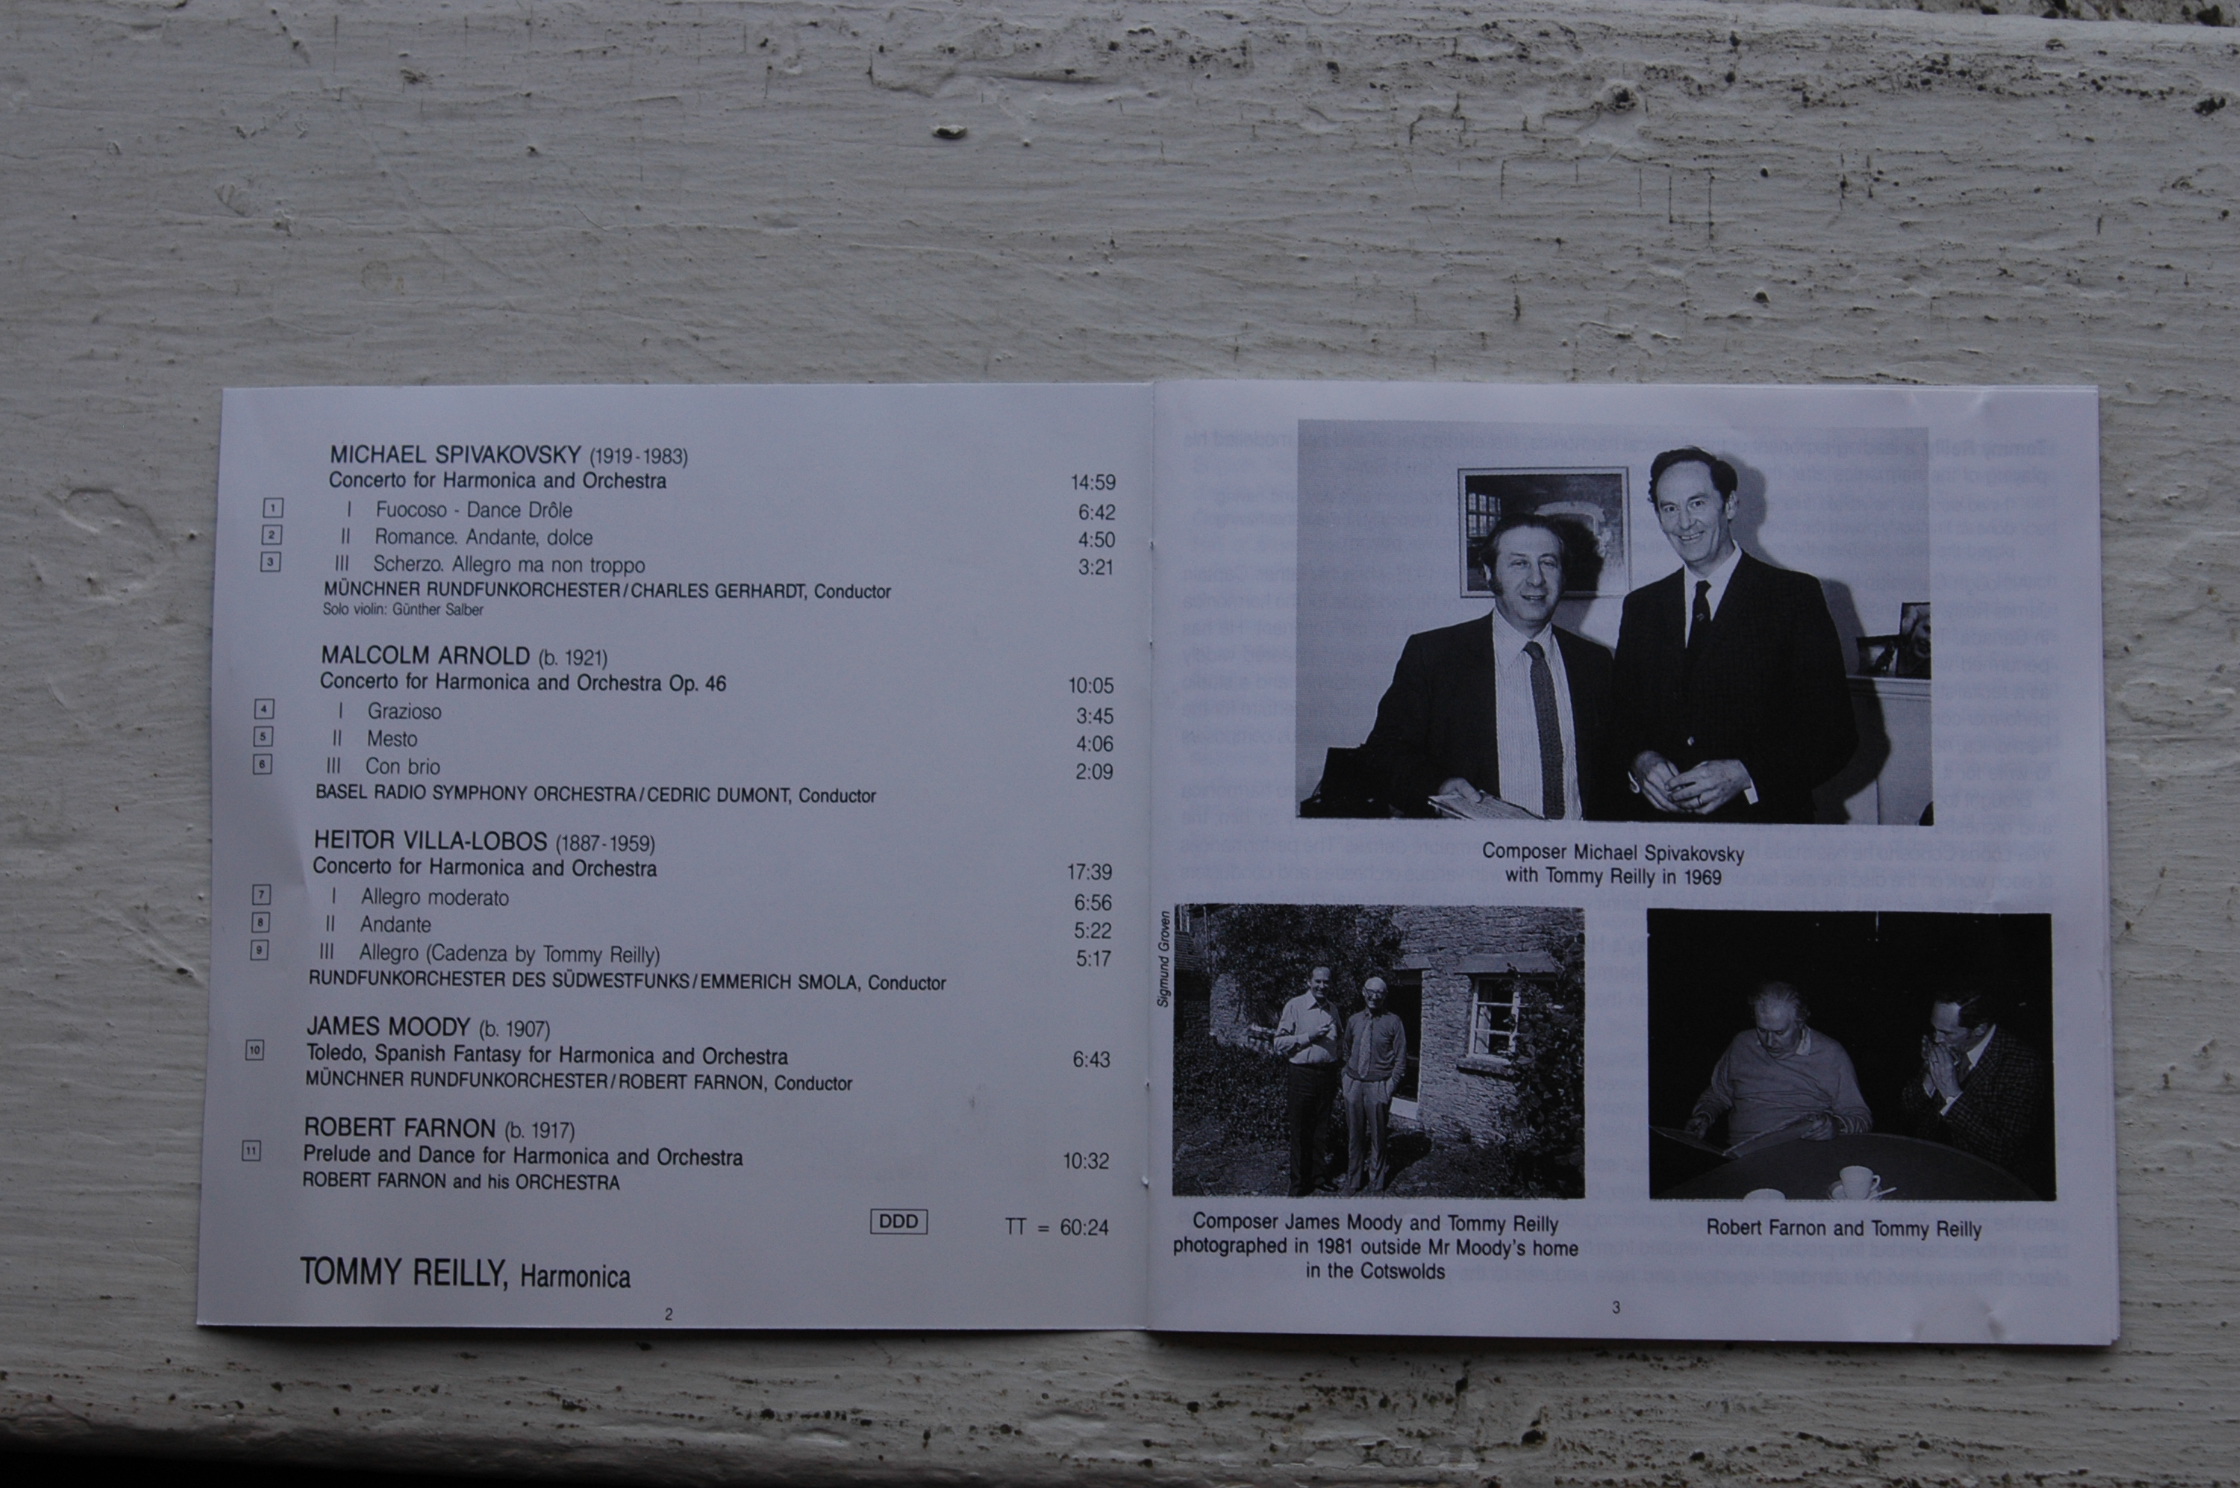 MICHAEL SPIVAKOVSKY (1919-1983)
Concerto for Harmonica and Orchestra 14:59
1 I Fuocoso - Dance Drôle 6:42
2 II Romance. Andante, dolce 4:50
3 III Scherzo. Allegro ma non troppo 3:21
MÜNCHNER RUNDFUNKORCHESTER/CHARLES GERHARDT, Conductor
Solo violin: Günther Salber
MALCOLM ARNOLD (b. 1921)
Concerto for Harmonica and Orchestra Op. 46 10:05
4 I Grazioso 3:45
5 II Mesto 4:06
6 III Con brio 2:09
BASEL RADIO SYMPHONY ORCHESTRA/CEDRIC DUMONT, Conductor
HEITOR VILLA-LOBOS (1887-1959)
Concerto for Harmonica and Orchestra 17:39
7 I Allegro moderato 6:56
8 II Andante 5:22
9 III Allegro (Cadenza by Tommy Reilly) 5:17
RUNDFUNKORCHESTER DES SÜDWESTFUNKS/EMMERICH SMOLA, Conductor
JAMES MOODY (b. 1907)
10 Toledo, Spanish Fantasy for Harmonica and Orchestra 6:43
MÜNCHNER RUNDFUNKORCHESTER/ROBERT FARNON, Conductor
ROBERT FARNON (b. 1917)
11 Prelude and Dance for Harmonica and Orchestra 10:32
ROBERT FARNON and his ORCHESTRA
DDD TT = 60:24
TOMMY REILLY, Harmonica
2
Composer Michael Spivakovsky
with Tommy Reilly in 1969
Sigmund Groven
Composer James Moody and Tommy Reilly
photographed in 1981 outside Mr Moody's home
in the Cotswolds
Robert Farnon and Tommy Reilly
3